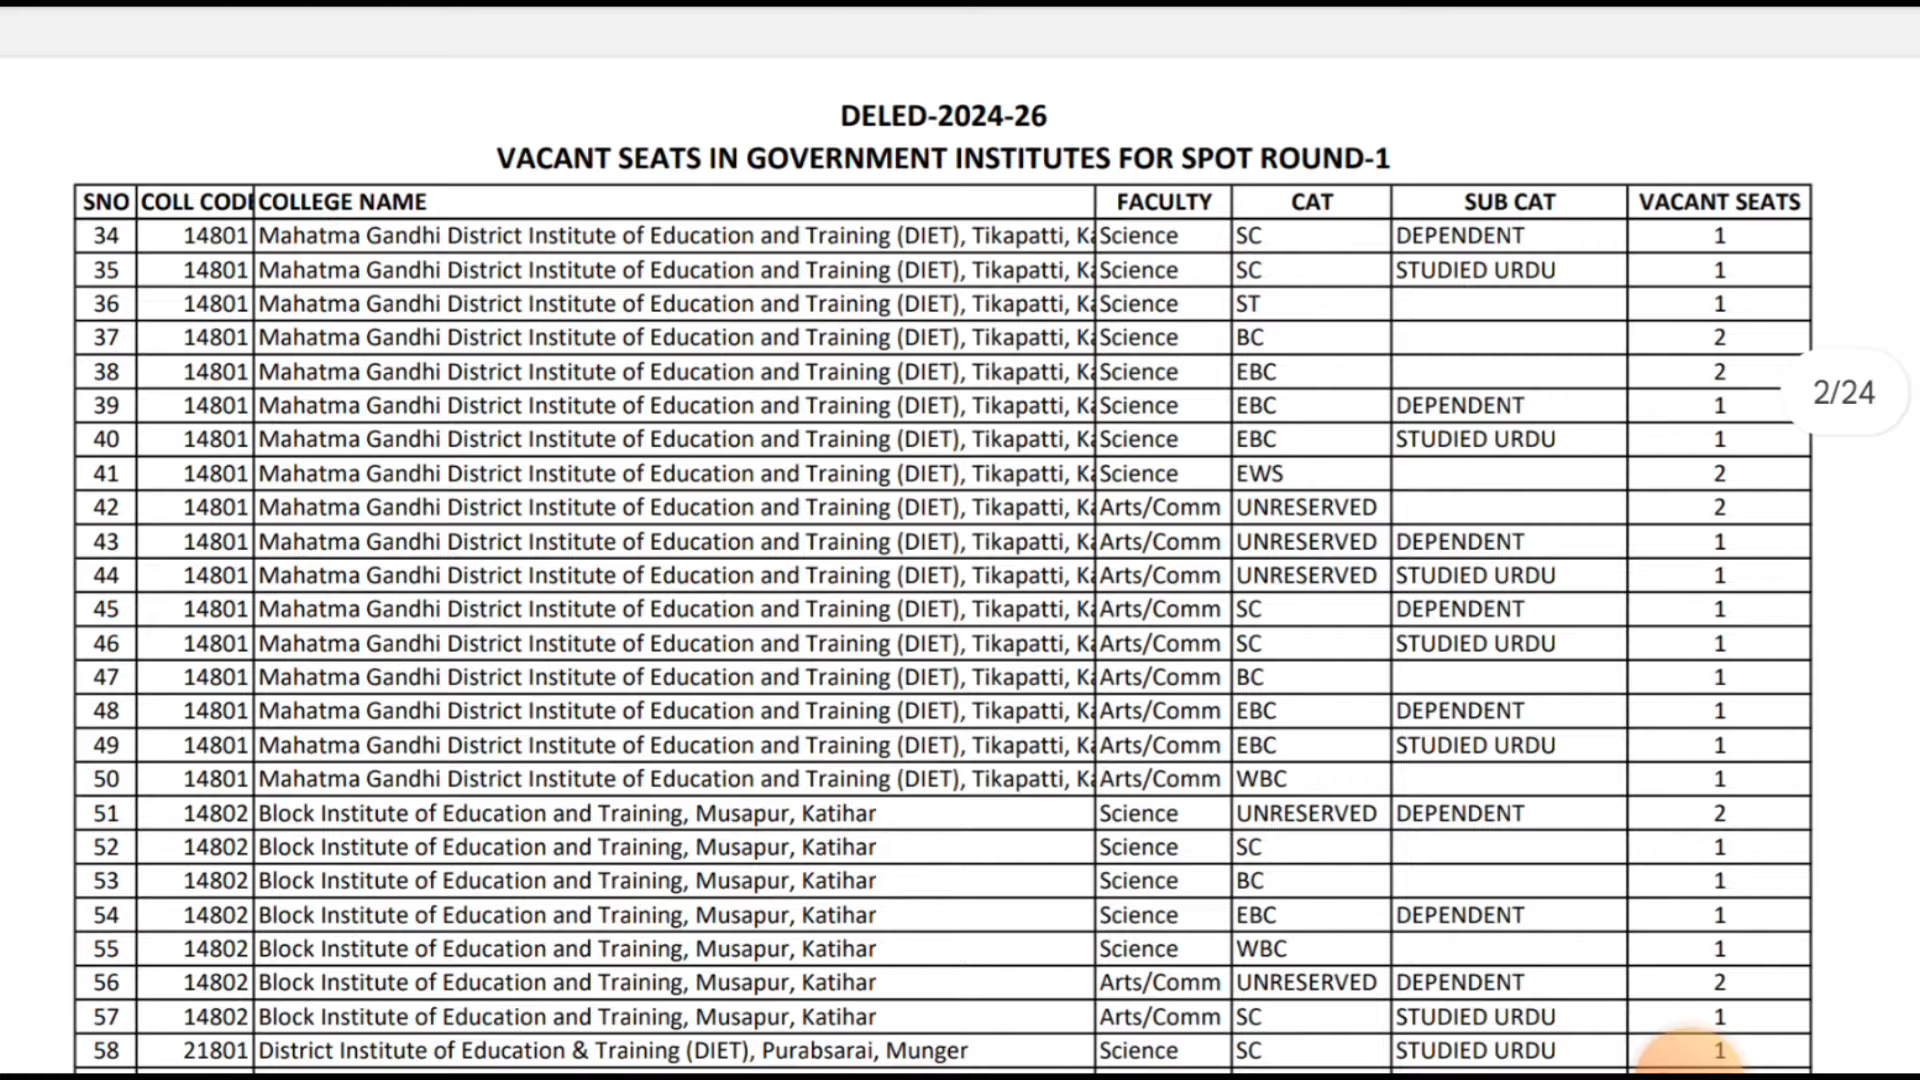 DELED-2024-26
VACANT SEATS IN GOVERNMENT INSTITUTES FOR SPOT ROUND-1
SNO COLL CODE COLLEGE NAME FACULTY CAT SUB CAT VACANT SEATS
34 14801 Mahatma Gandhi District Institute of Education and Training (DIET), Tikapatti, Ka Science SC DEPENDENT 1
35 14801 Mahatma Gandhi District Institute of Education and Training (DIET), Tikapatti, Ka Science SC STUDIED URDU 1
36 14801 Mahatma Gandhi District Institute of Education and Training (DIET), Tikapatti, Ka Science ST 1
37 14801 Mahatma Gandhi District Institute of Education and Training (DIET), Tikapatti, Ka Science BC 2
38 14801 Mahatma Gandhi District Institute of Education and Training (DIET), Tikapatti, Ka Science EBC 2
2/24
39 14801 Mahatma Gandhi District Institute of Education and Training (DIET), Tikapatti, Ka Science EBC DEPENDENT 1
40 14801 Mahatma Gandhi District Institute of Education and Training (DIET), Tikapatti, Ka Science EBC STUDIED URDU 1
41 14801 Mahatma Gandhi District Institute of Education and Training (DIET), Tikapatti, Ka Science EWS 2
42 14801 Mahatma Gandhi District Institute of Education and Training (DIET), Tikapatti, Ka Arts/Comm UNRESERVED 2
43 14801 Mahatma Gandhi District Institute of Education and Training (DIET), Tikapatti, Ka Arts/Comm UNRESERVED DEPENDENT 1
44 14801 Mahatma Gandhi District Institute of Education and Training (DIET), Tikapatti, Ka Arts/Comm UNRESERVED STUDIED URDU 1
45 14801 Mahatma Gandhi District Institute of Education and Training (DIET), Tikapatti, Ka Arts/Comm SC DEPENDENT 1
46 14801 Mahatma Gandhi District Institute of Education and Training (DIET), Tikapatti, Ka Arts/Comm SC STUDIED URDU 1
47 14801 Mahatma Gandhi District Institute of Education and Training (DIET), Tikapatti, Ka Arts/Comm BC 1
48 14801 Mahatma Gandhi District Institute of Education and Training (DIET), Tikapatti, Ka Arts/Comm EBC DEPENDENT 1
49 14801 Mahatma Gandhi District Institute of Education and Training (DIET), Tikapatti, Ka Arts/Comm EBC STUDIED URDU 1
50 14801 Mahatma Gandhi District Institute of Education and Training (DIET), Tikapatti, Ka Arts/Comm WBC 1
51 14802 Block Institute of Education and Training, Musapur, Katihar Science UNRESERVED DEPENDENT 2
52 14802 Block Institute of Education and Training, Musapur, Katihar Science SC 1
53 14802 Block Institute of Education and Training, Musapur, Katihar Science BC 1
54 14802 Block Institute of Education and Training, Musapur, Katihar Science EBC DEPENDENT 1
55 14802 Block Institute of Education and Training, Musapur, Katihar Science WBC 1
56 14802 Block Institute of Education and Training, Musapur, Katihar Arts/Comm UNRESERVED DEPENDENT 2
57 14802 Block Institute of Education and Training, Musapur, Katihar Arts/Comm SC STUDIED URDU 1
58 21801 District Institute of Education & Training (DIET), Purabsarai, Munger Science SC STUDIED URDU 1